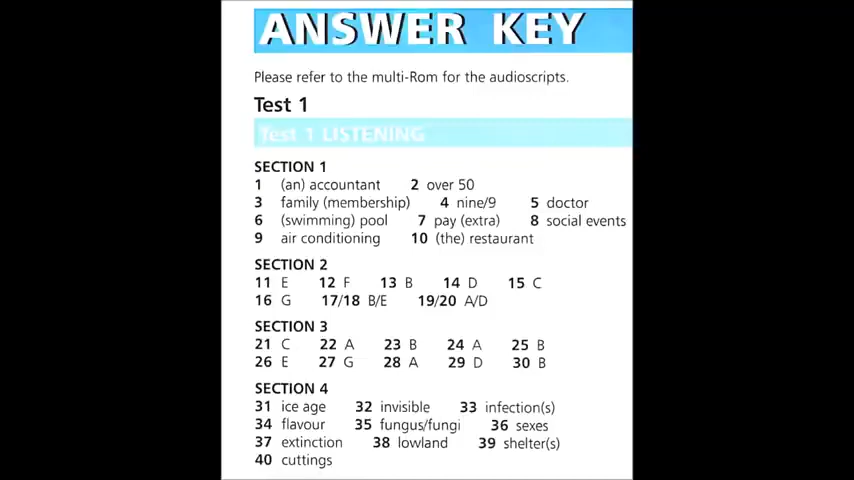 ANSWER KEY
Please refer to the multi-Rom for the audioscripts.
Test 1
Test 1 LISTENING
SECTION 1
1 (an) accountant 2 over 50
3 family (membership) 4 nine/9 5 doctor
6 (swimming) pool 7 pay (extra) 8 social events
9 air conditioning 10 (the) restaurant
SECTION 2
11 E 12 F 13 B 14 D 15 C
16 G 17/18 B/E 19/20 A/D
SECTION 3
21 C 22 A 23 B 24 A 25 B
26 E 27 G 28 A 29 D 30 B
SECTION 4
31 ice age 32 invisible 33 infection(s)
34 flavour 35 fungus/fungi 36 sexes
37 extinction 38 lowland 39 shelter(s)
40 cuttings